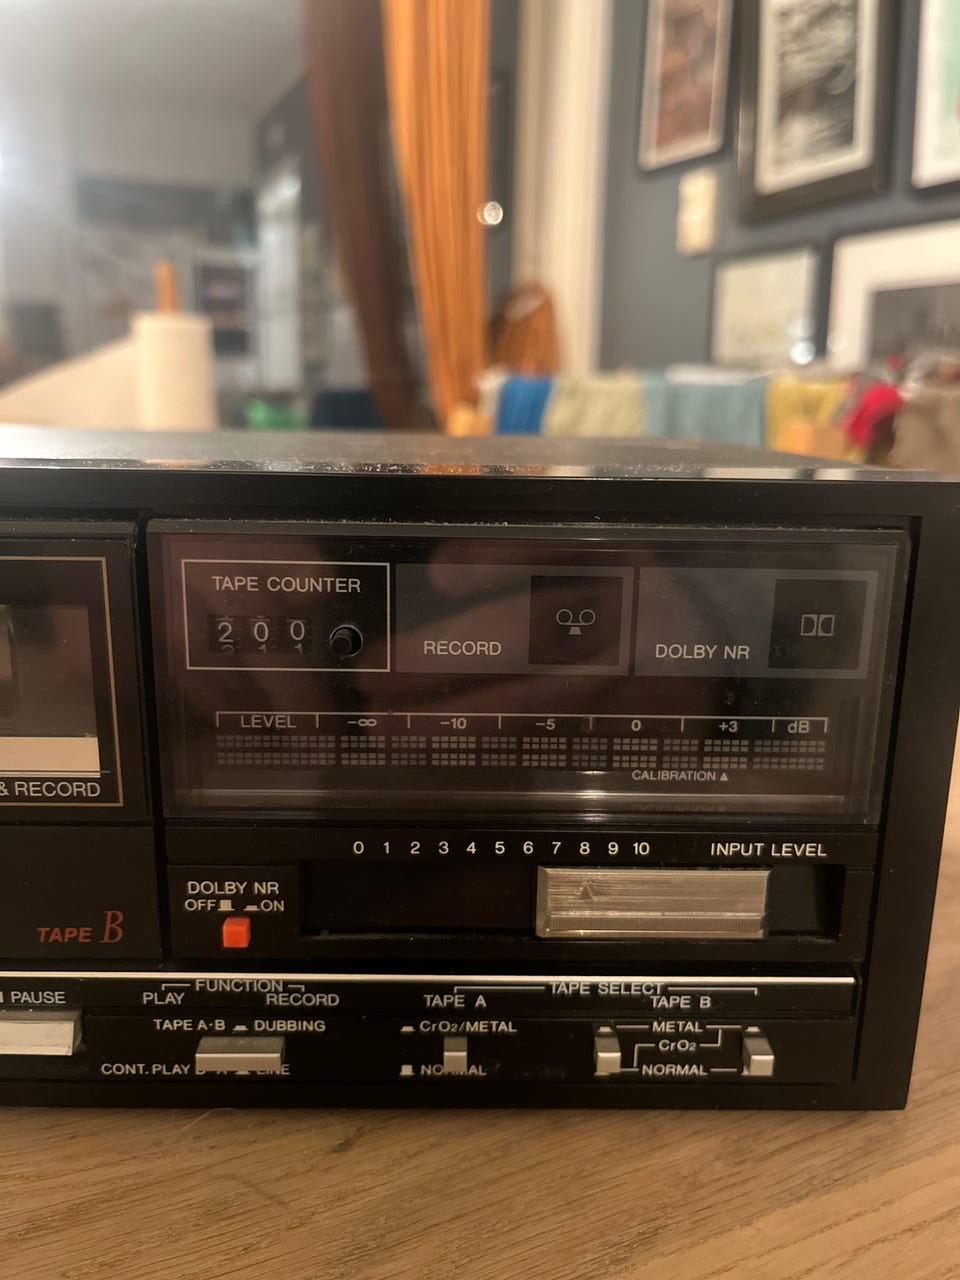 TAPE COUNTER
2 0 0
RECORD
DOLBY NR
LEVEL -∞ -10 -5 0 +3 dB
CALIBRATION ▲
& RECORD
0 1 2 3 4 5 6 7 8 9 10 INPUT LEVEL
DOLBY NR
OFF ON
TAPE B
FUNCTION
TAPE SELECT
PAUSE
PLAY RECORD
TAPE A TAPE B
TAPE A·B DUBBING
CrO2/METAL
METAL
CrO2
CONT. PLAY
LINE
NORMAL
NORMAL